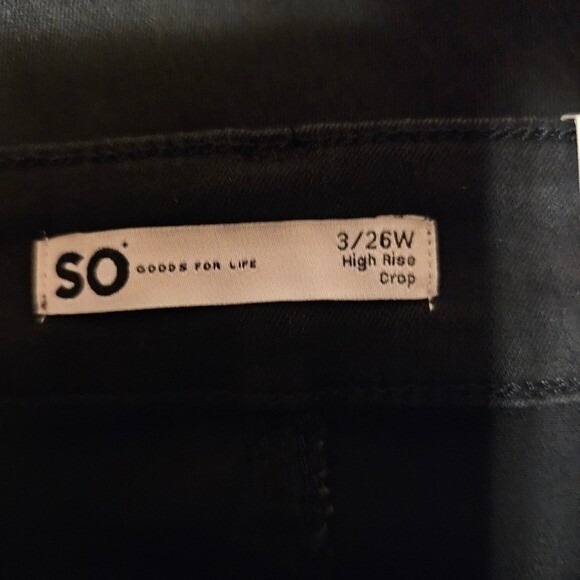 SO
GOODS FOR LIFE
3/26W
High Rise
Crop